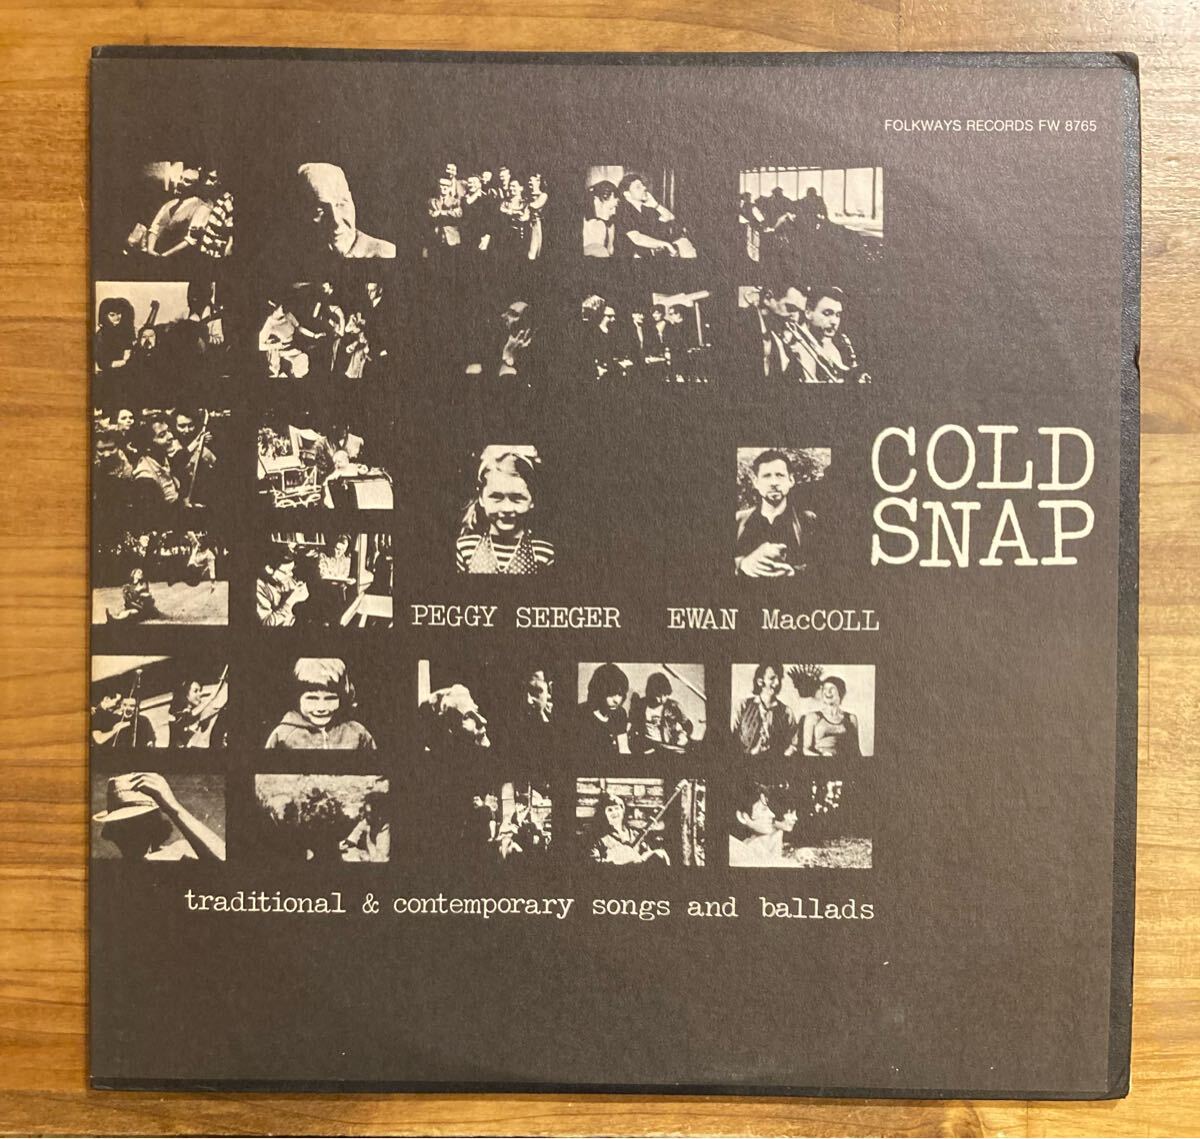 FOLKWAYS RECORDS FW 8765
COLD
SNAP
PEGGY SEEGER EWAN MacCOLL
traditional & contemporary songs and ballads